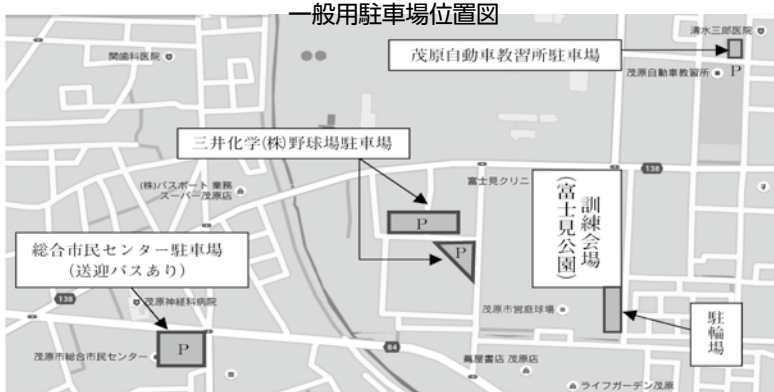 一般用駐車場位置図
清水三郎医院
関歯科医院
茂原自動車教習所駐車場
茂原自動車教習所
P
三井化学(株)野球場駐車場
138
富士見クリニ
(株)パスポート 業務
スーパー茂原店
訓練会場
(富士見公園)
P
P
総合市民センター駐車場
(送迎バスあり)
138
茂原神経科病院
茂原市営庭球場
駐輪場
P
茂原市総合市民センター
84
蔦屋書店 茂原店
ライフガーデン茂原